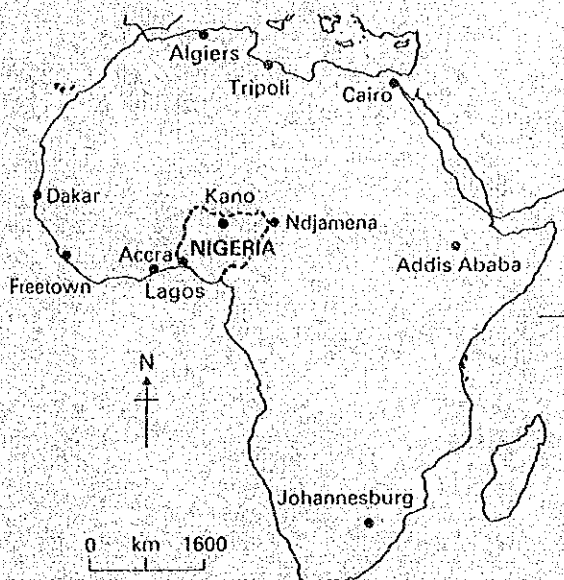 Algiers
Tripoli
Cairo
Dakar
Kano
Ndjamena
Accra
NIGERIA
Addis Ababa
Freetown
Lagos
N
Johannesburg
0 km 1600